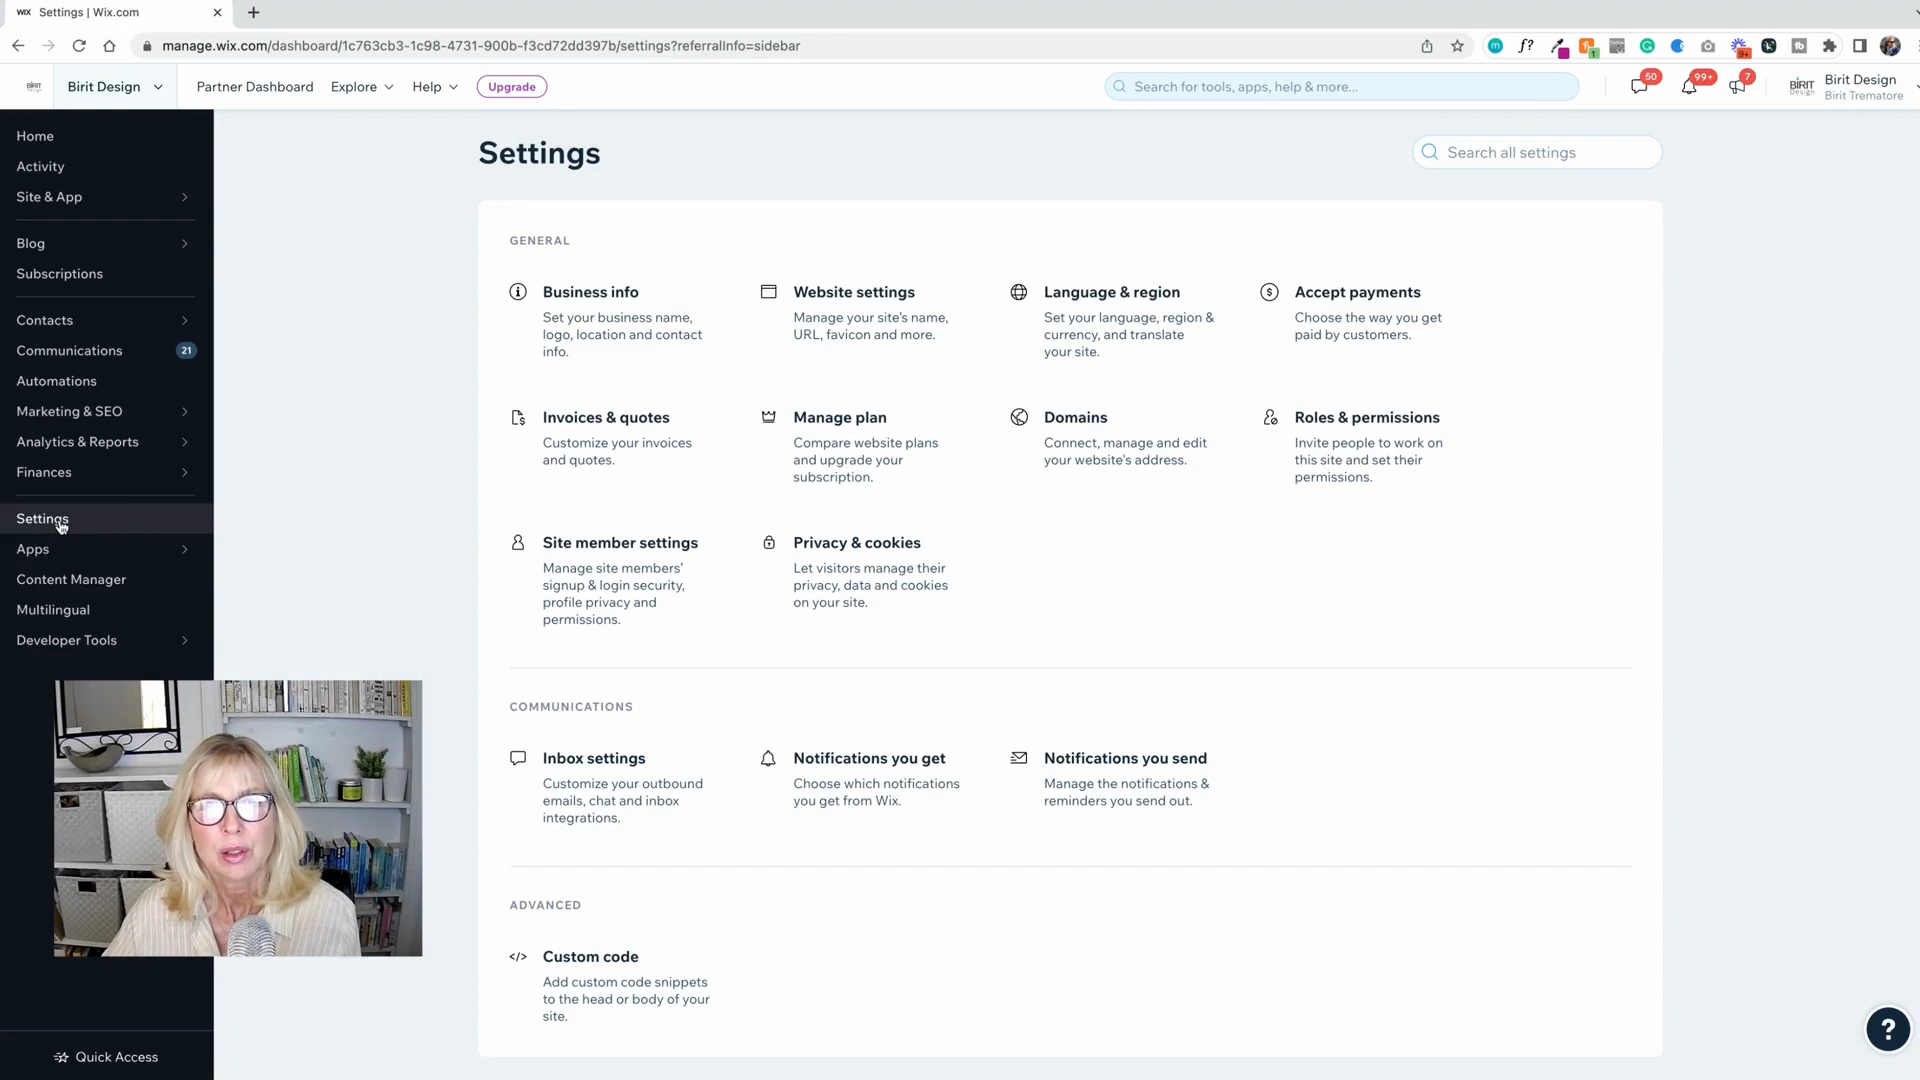 WIX Settings | Wix.com
manage.wix.com/dashboard/1c763cb3-1c98-4731-900b-f3cd72dd397b/settings?referralInfo=sidebar
Birit Design
Partner Dashboard
Explore
Help
Upgrade
Search for tools, apps, help & more...
50
99+
7
BIRIT
Design
Birit Design
Birit Trematore
Home
Activity
Site & App
Blog
Subscriptions
Contacts
Communications 21
Automations
Marketing & SEO
Analytics & Reports
Finances
Settings
Apps
Content Manager
Multilingual
Developer Tools
Quick Access
Settings
Search all settings
GENERAL
Business info
Set your business name,
logo, location and contact
info.
Website settings
Manage your site's name,
URL, favicon and more.
Language & region
Set your language, region &
currency, and translate
your site.
Accept payments
Choose the way you get
paid by customers.
Invoices & quotes
Customize your invoices
and quotes.
Manage plan
Compare website plans
and upgrade your
subscription.
Domains
Connect, manage and edit
your website's address.
Roles & permissions
Invite people to work on
this site and set their
permissions.
Site member settings
Manage site members'
signup & login security,
profile privacy and
permissions.
Privacy & cookies
Let visitors manage their
privacy, data and cookies
on your site.
COMMUNICATIONS
Inbox settings
Customize your outbound
emails, chat and inbox
integrations.
Notifications you get
Choose which notifications
you get from Wix.
Notifications you send
Manage the notifications &
reminders you send out.
ADVANCED
Custom code
Add custom code snippets
to the head or body of your
site.